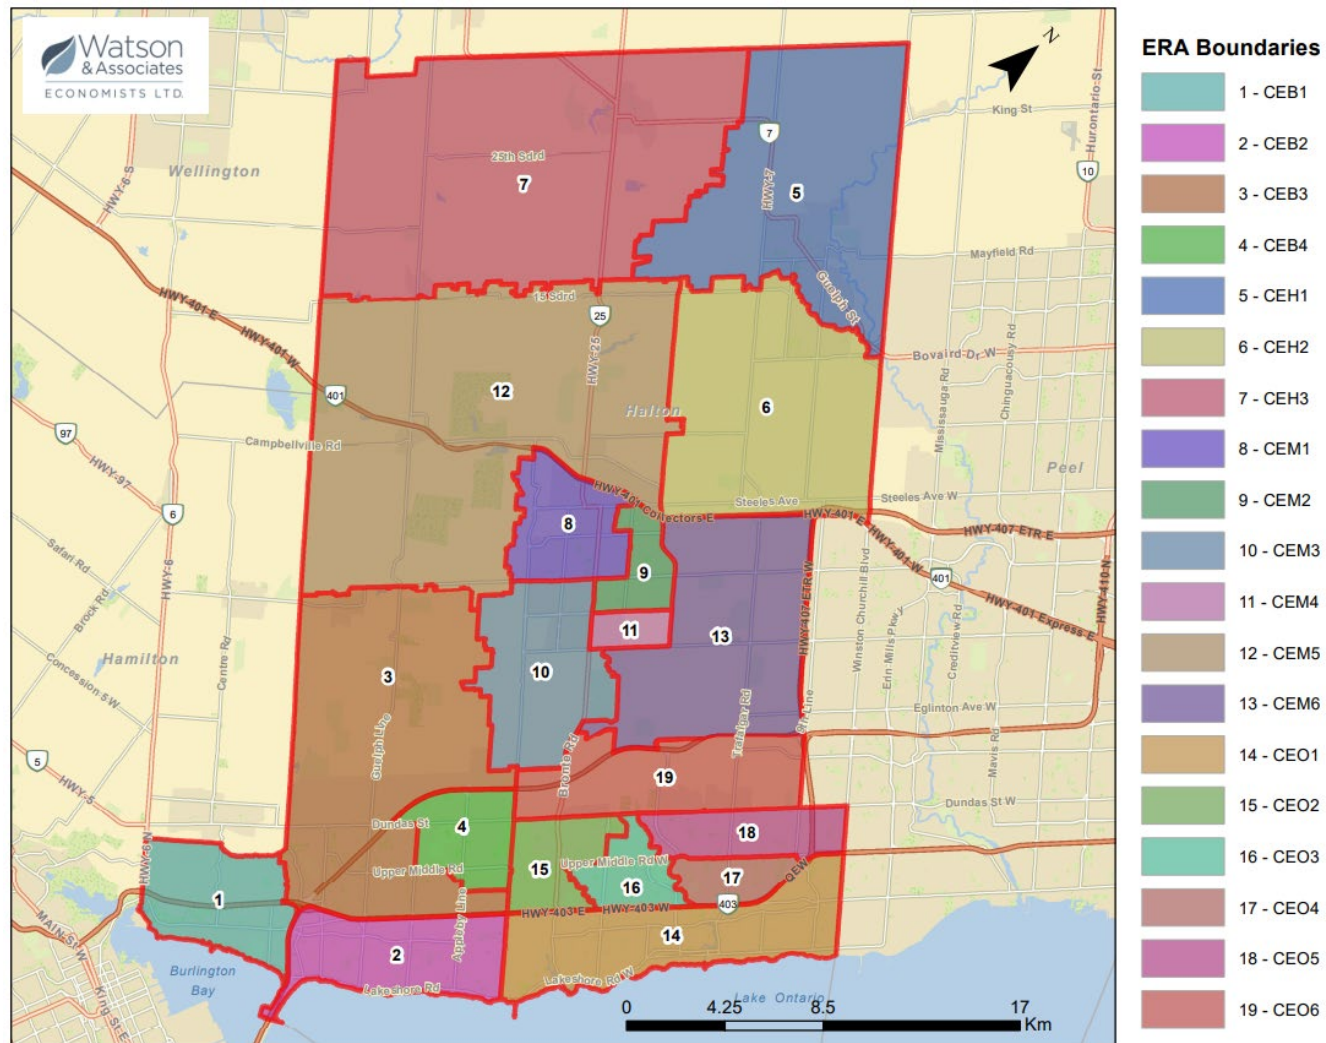 Watson
& Associates
ECONOMISTS LTD.
N
ERA Boundaries
1 - CEB1
2 - CEB2
3 - CEB3
4 - CEB4
5 - CEH1
6 - CEH2
7 - CEH3
8 - CEM1
9 - CEM2
10 - CEM3
11 - CEM4
12 - CEM5
13 - CEM6
14 - CEO1
15 - CEO2
16 - CEO3
17 - CEO4
18 - CEO5
19 - CEO6
King St
Hurontario St
7
10
Wellington
HWY-6 S
25th Sdrd
7
HWY-7
5
Mayfield Rd
Guelph St
HWY-401 E
HWY-401 W
15 Sdrd
25
HWY-25
Bovaird Dr W
Mississauga Rd
Chinguacousy Rd
401
12
Halton
6
97
HWY-97
Campbellville Rd
Peel
6
HWY-401 Collectors E
Steeles Ave
Steeles Ave W
HWY-401 E
HWY-407 ETR E
HWY-401 W
401
HWY-401 Express E
HWY-410 N
8
9
Safari Rd
Brock Rd
HWY-6
Concession 5 W
Hamilton
Centre Rd
11
13
HWY-407 ETR W
Winston Churchill Blvd
Erin Mills Pkwy
Creditview Rd
3
10
Guelph Line
Trafalgar Rd
9th Line
Eglinton Ave W
Mavis Rd
5
HWY-5
Bronte Rd
19
Dundas St W
HWY-6 N
Dundas St
4
18
Upper Middle Rd
15
Upper Middle Rd W
16
17
QEW
1
Appleby Line
HWY-403 E
HWY-403 W
403
MAIN St W
2
14
Burlington
Bay
Lakeshore Rd
Lakeshore Rd W
King St E
Lake Ontario
0
4.25
8.5
17
Km